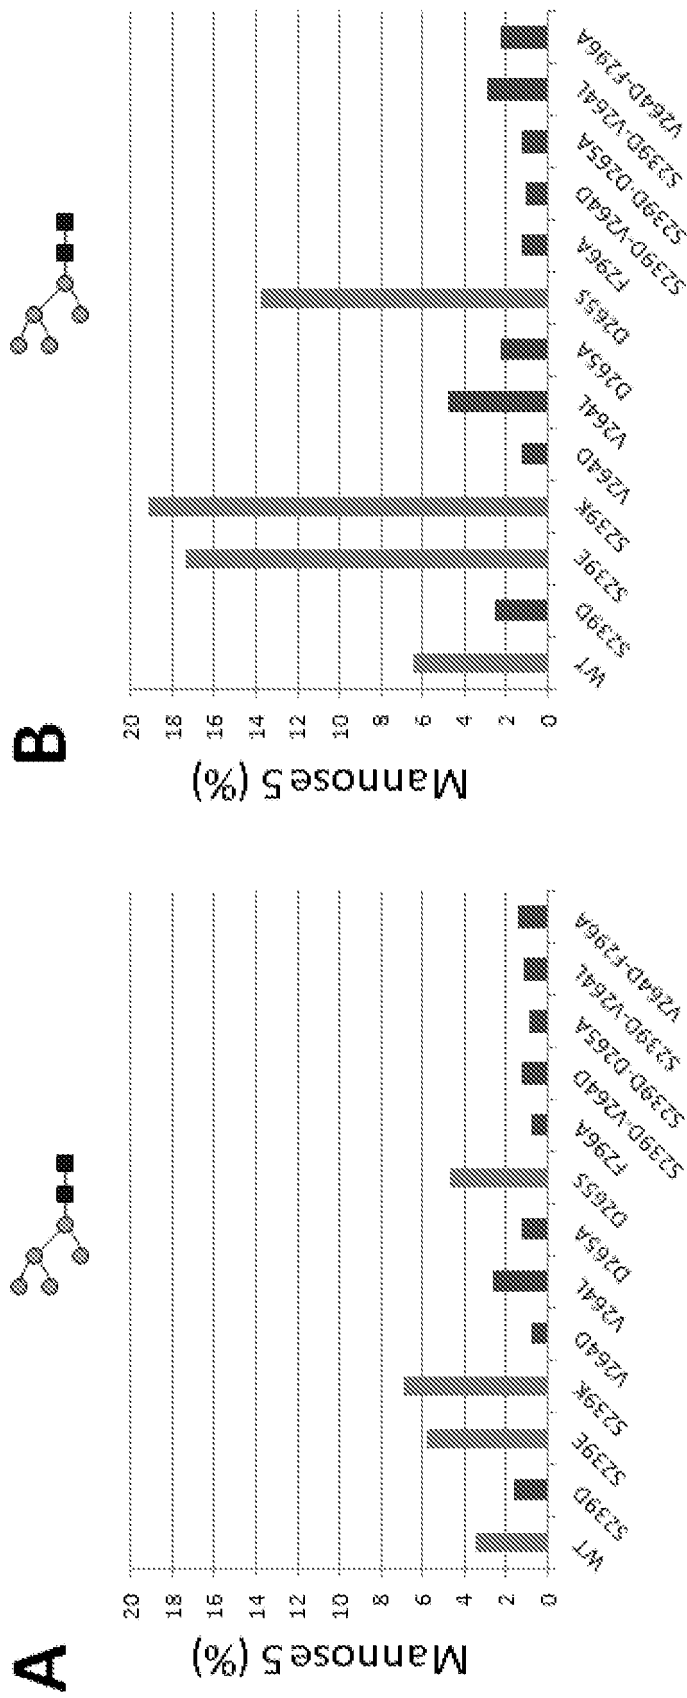 A
Mannose 5 (%)
20
18
16
14
12
10
8
6
4
2
0
WT
S239D
S239E
S239K
V264D
V264L
D265A
D265S
F296A
S239D-V264D
S239D-D265A
S239D-V264L
V264D-F296A
B
Mannose 5 (%)
20
18
16
14
12
10
8
6
4
2
0
WT
S239D
S239E
S239K
V264D
V264L
D265A
D265S
F296A
S239D-V264D
S239D-D265A
S239D-V264L
V264D-F296A